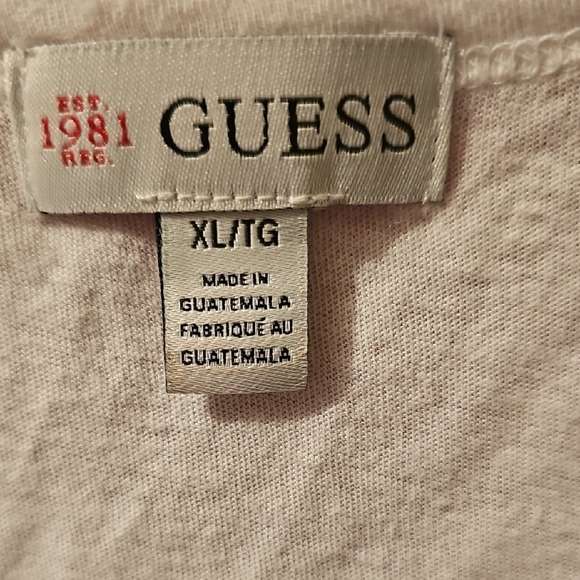 EST.
1981
REG.
GUESS
XL/TG
MADE IN
GUATEMALA
FABRIQUÉ AU
GUATEMALA